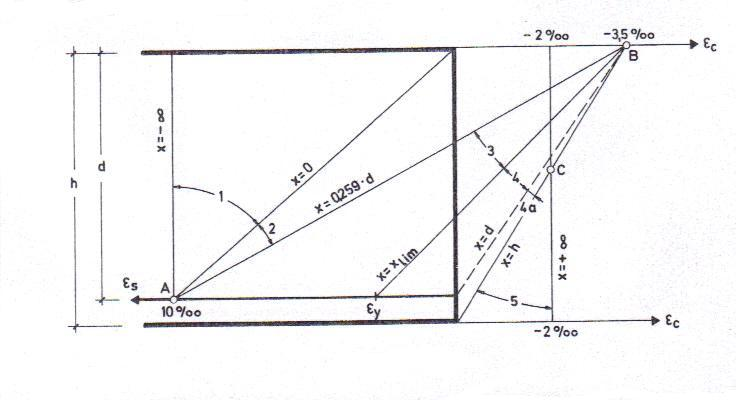 -2‰
-3,5‰
εc
B
x=-∞
d
h
x=0
x=0,259·d
1
2
3
4
4a
C
x=d
x=h
x=xlim
x=+∞
εs
A
10‰
εy
5
-2‰
εc